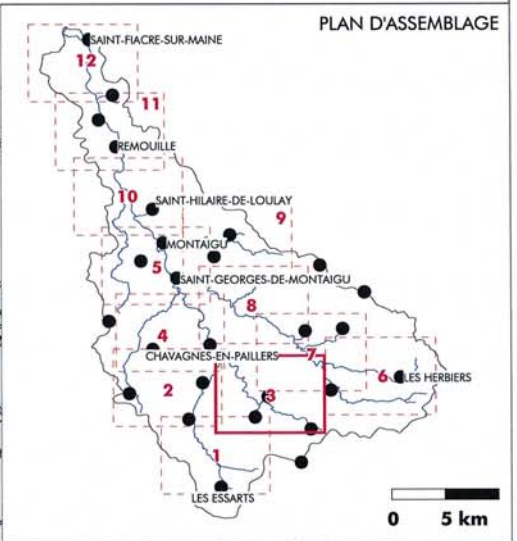 PLAN D'ASSEMBLAGE
SAINT-FIACRE-SUR-MAINE
12
11
REMOUILLE
10
SAINT-HILAIRE-DE-LOULAY
9
MONTAIGU
5
SAINT-GEORGES-DE-MONTAIGU
8
4
CHAVAGNES-EN-PAILLERS
7
6
LES HERBIERS
2
3
1
LES ESSARTS
0 5 km